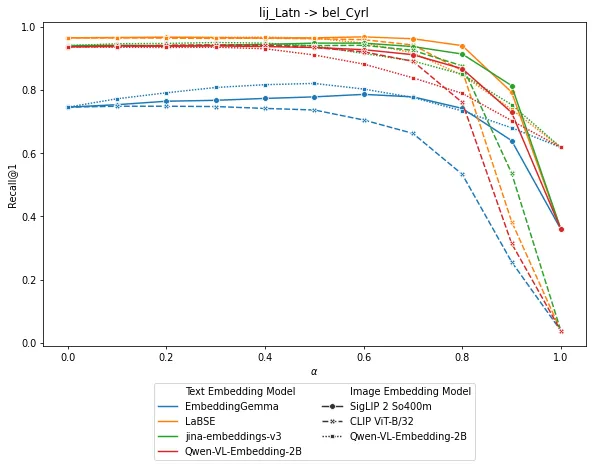 lij_Latn -> bel_Cyrl
Recall@1
1.0
0.8
0.6
0.4
0.2
0.0
0.0 0.2 0.4 0.6 0.8 1.0
α
Text Embedding Model
EmbeddingGemma
LaBSE
jina-embeddings-v3
Qwen-VL-Embedding-2B
Image Embedding Model
SigLIP 2 So400m
CLIP ViT-B/32
Qwen-VL-Embedding-2B